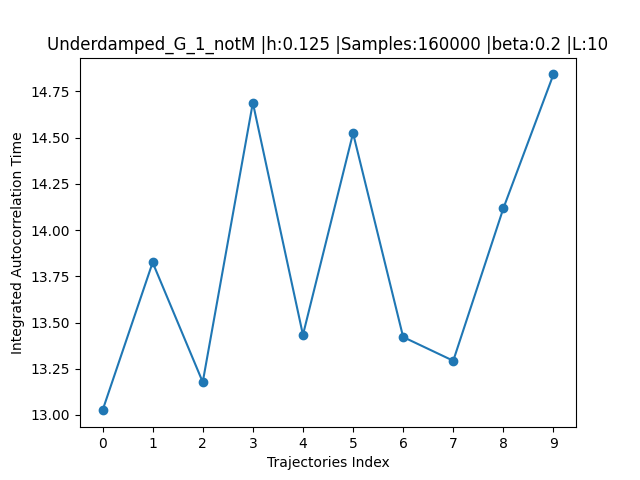 Underdamped_G_1_notM |h:0.125 |Samples:160000 |beta:0.2 |L:10
14.75
14.50
14.25
14.00
13.75
13.50
13.25
13.00
Integrated Autocorrelation Time
0 1 2 3 4 5 6 7 8 9
Trajectories Index